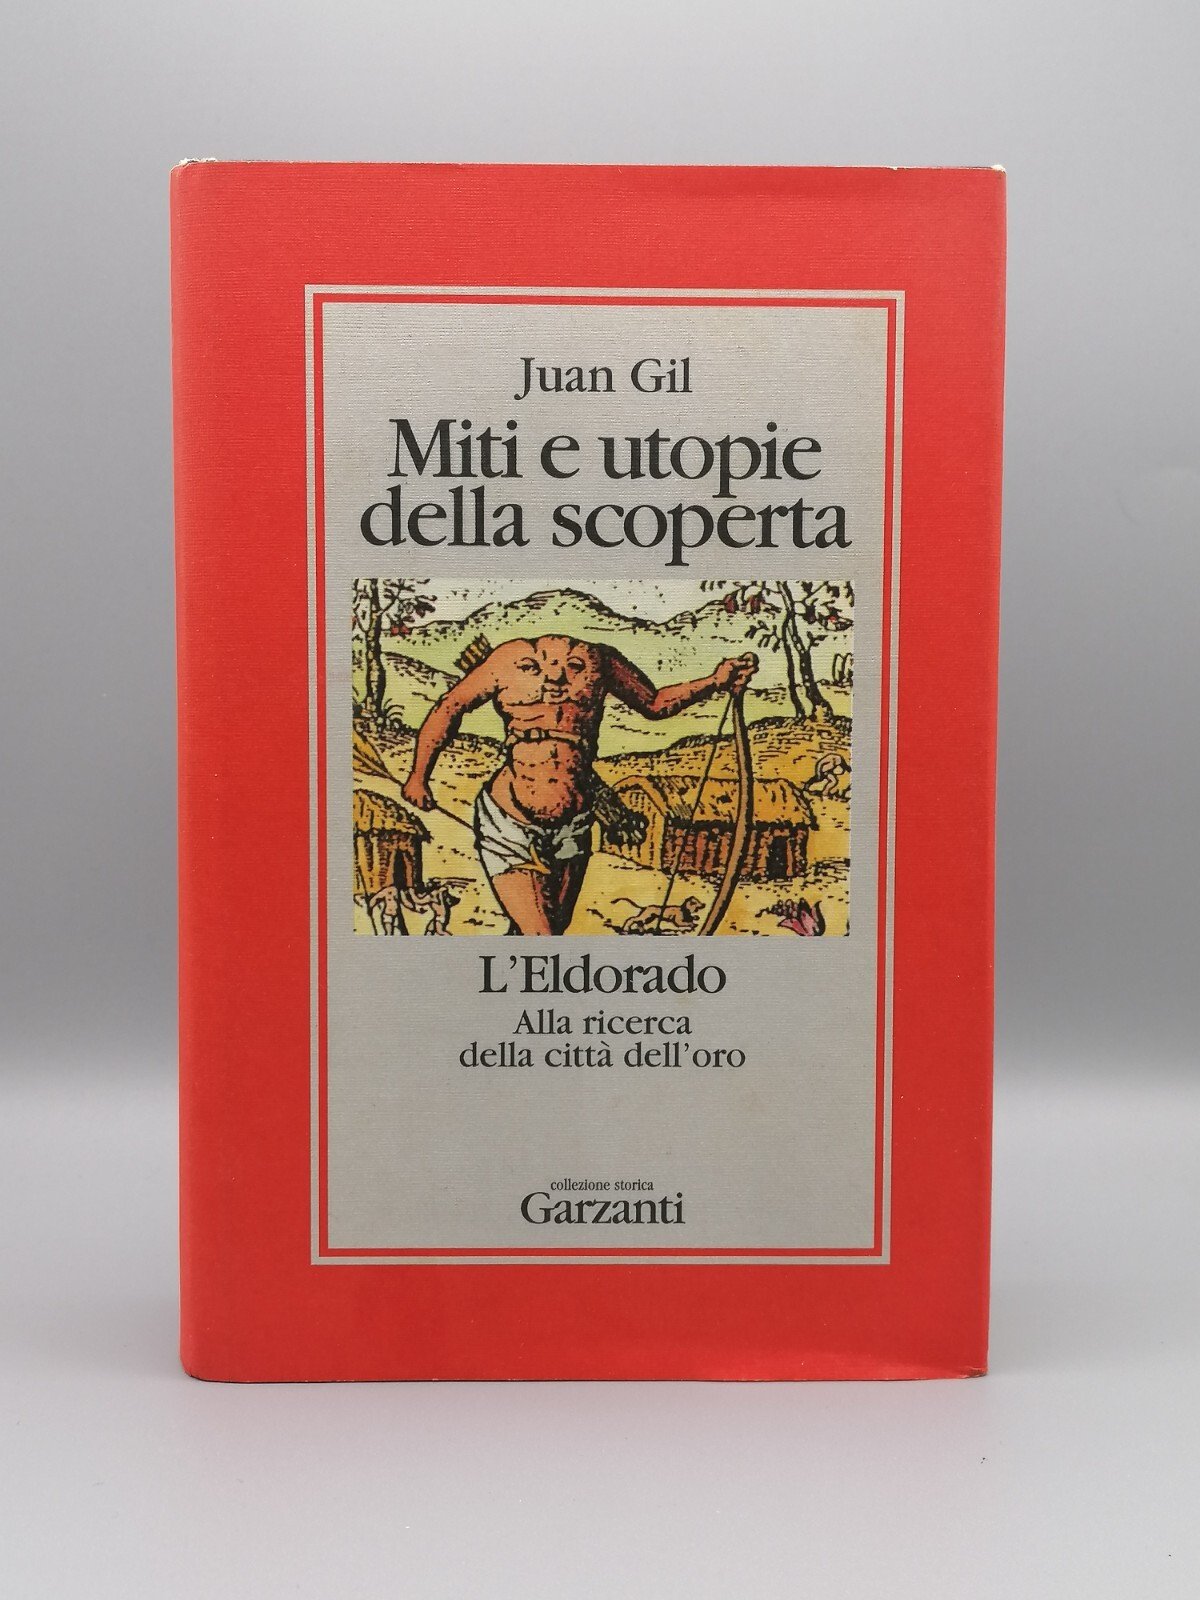 Juan Gil
Miti e utopie
della scoperta
L'Eldorado
Alla ricerca
della città dell'oro
collezione storica
Garzanti